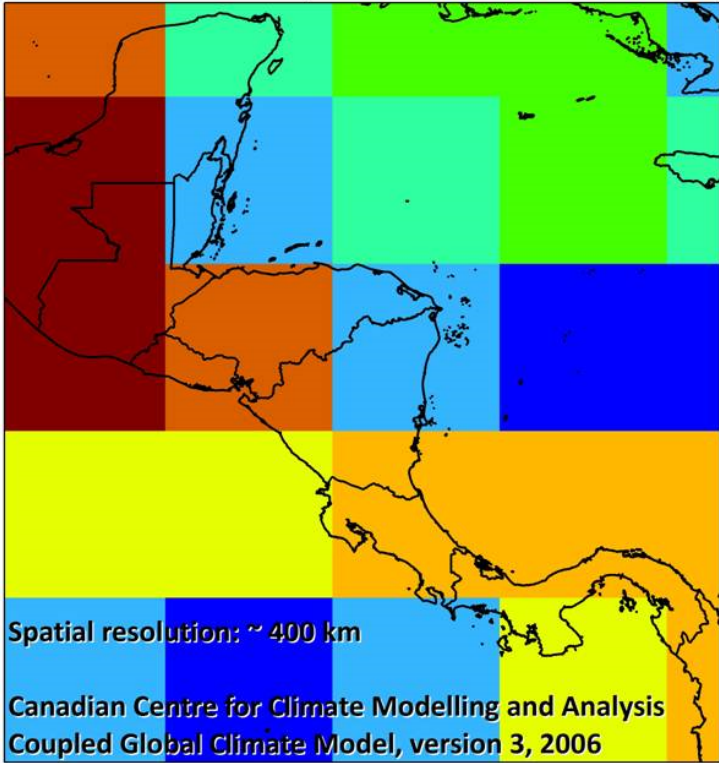 Spatial resolution: ~ 400 km
Canadian Centre for Climate Modelling and Analysis
Coupled Global Climate Model, version 3, 2006